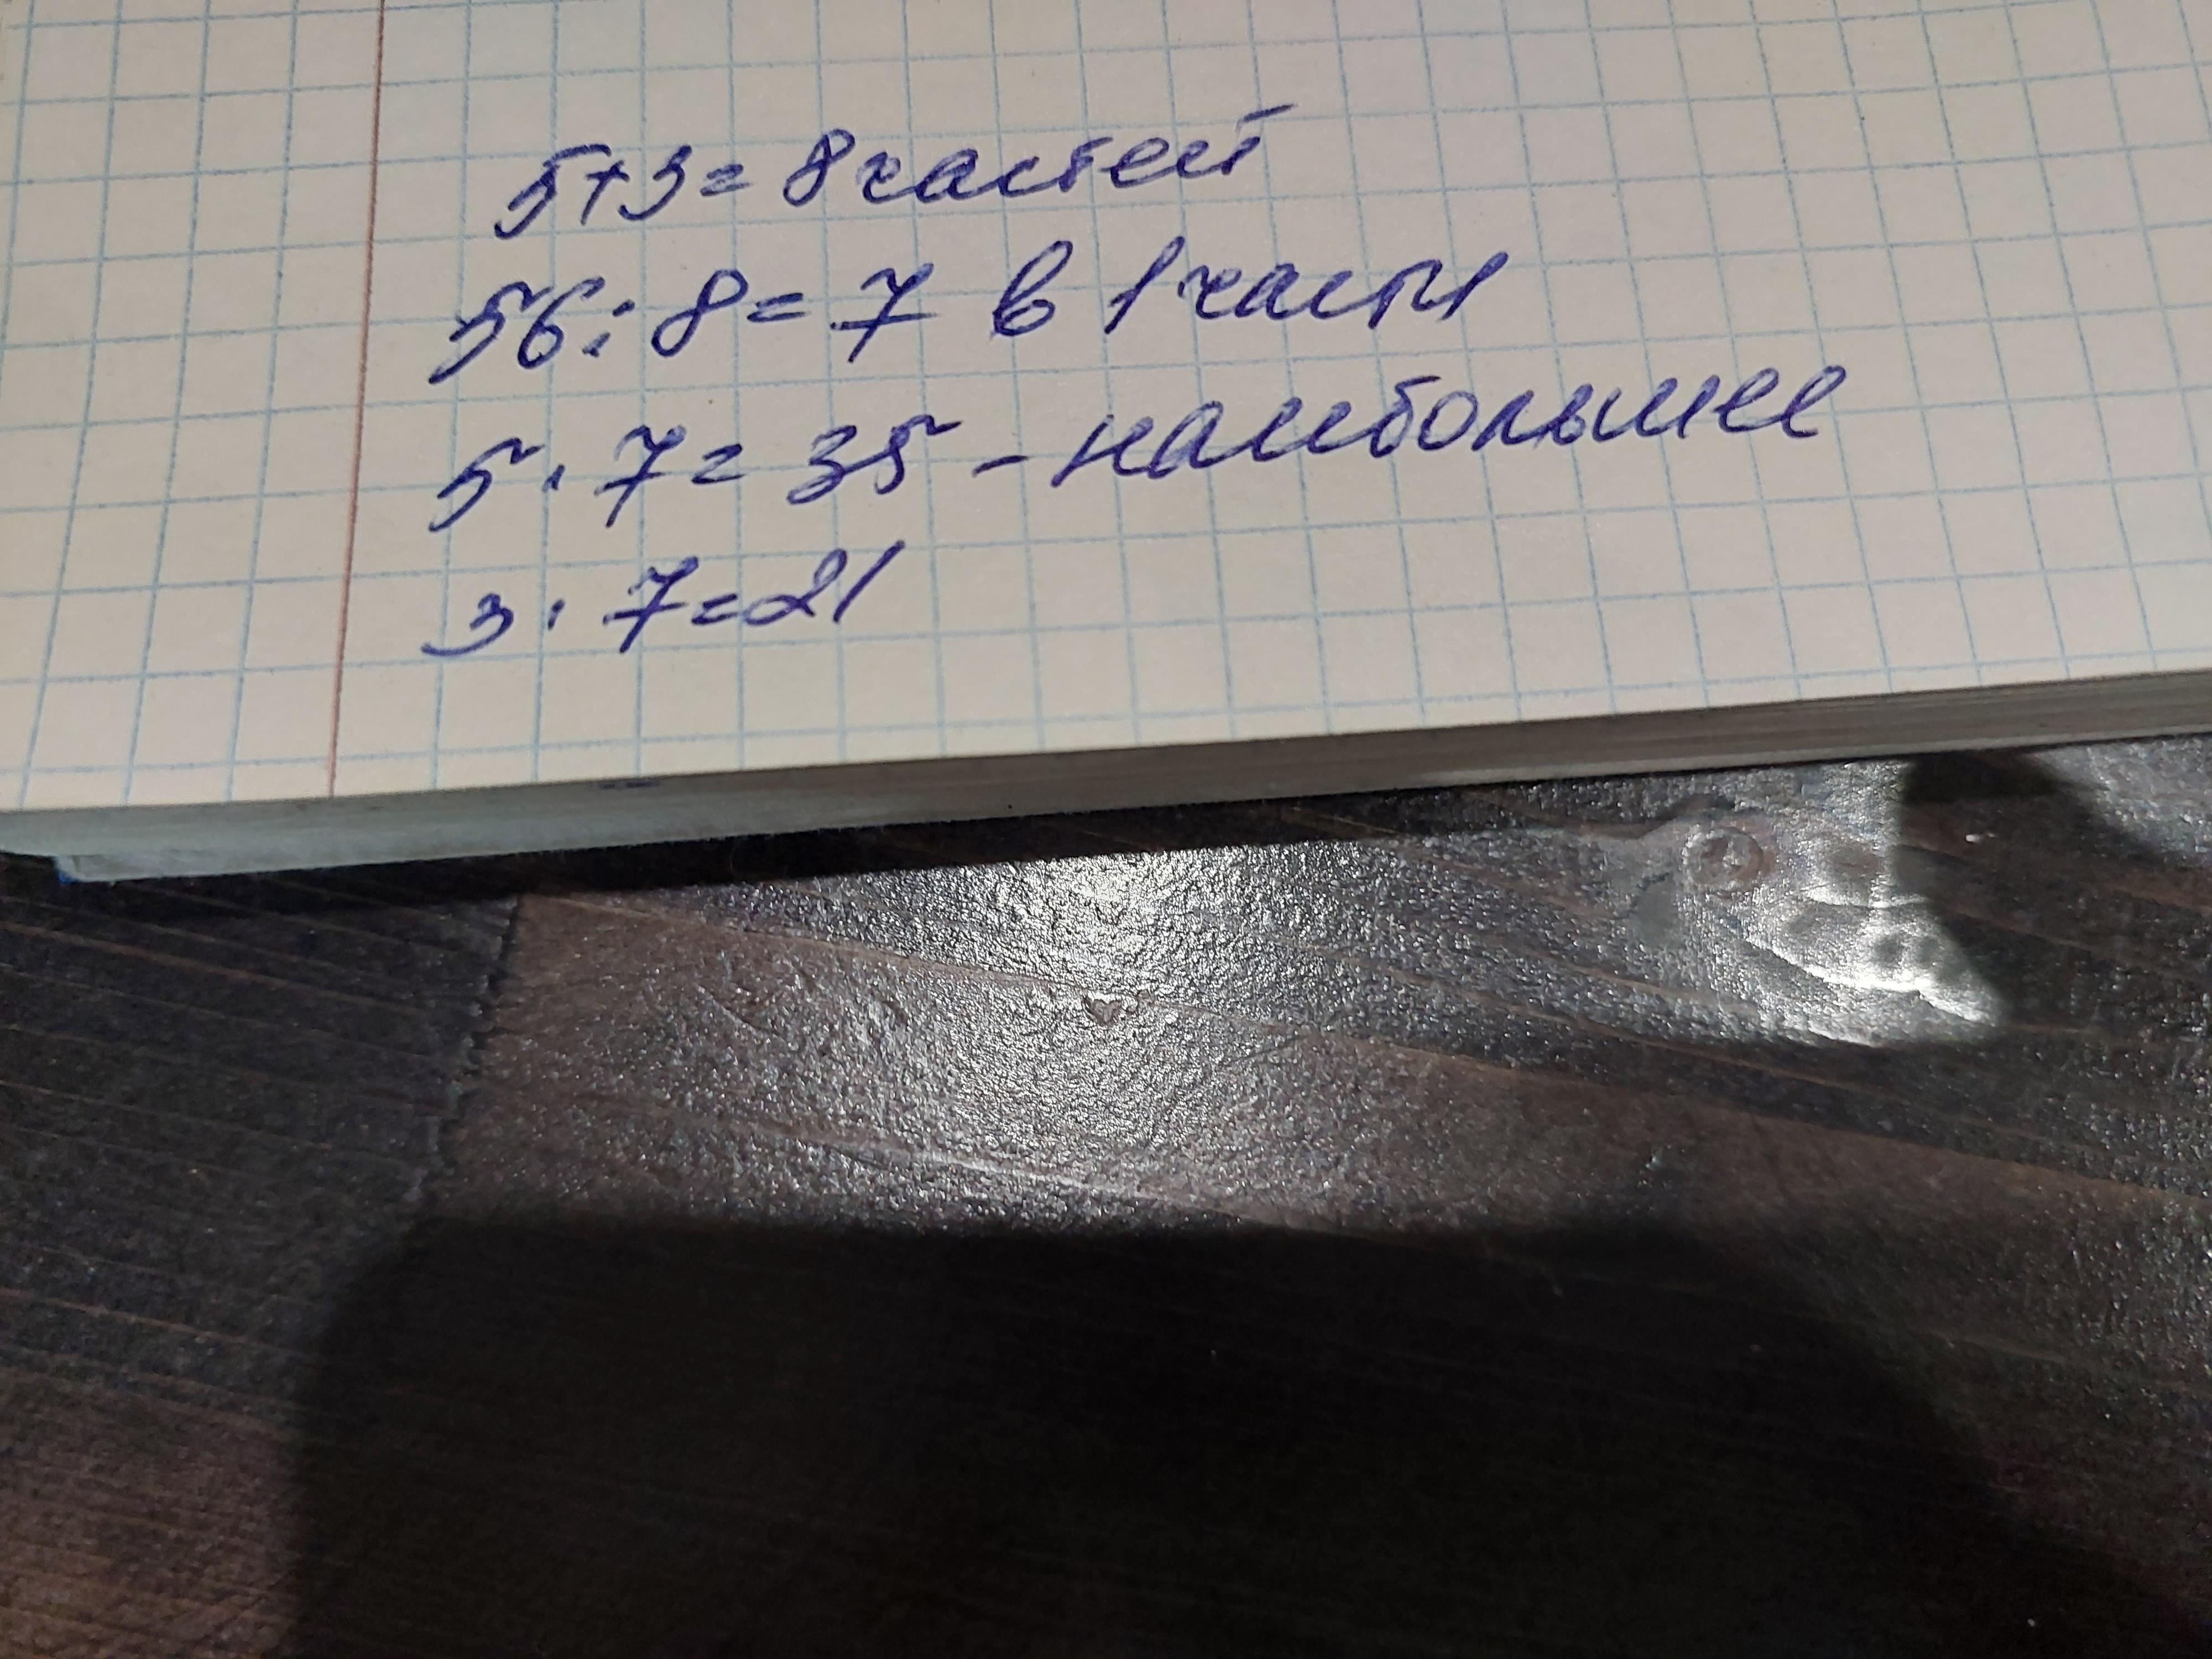 5+3=8 частей
56:8=7 в 1 части
5·7=35 - наибольшее
3·7=21